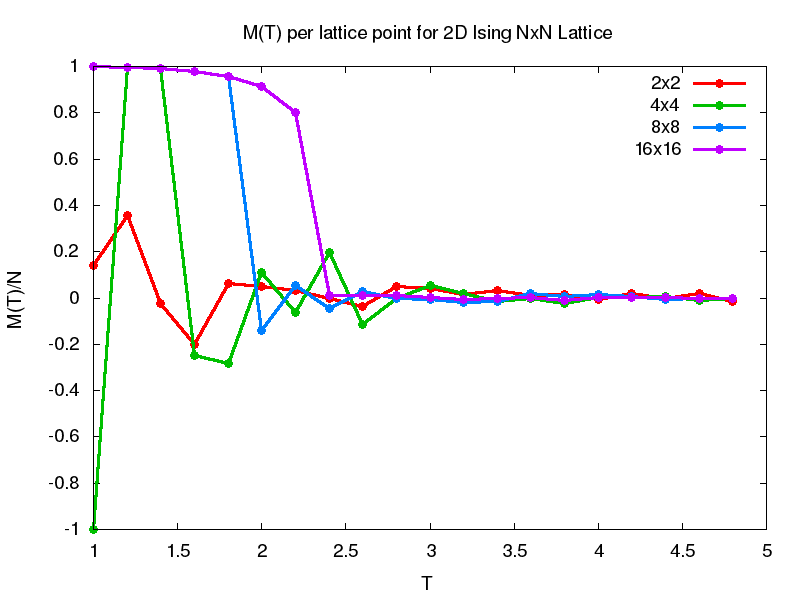 M(T) per lattice point for 2D Ising NxN Lattice
2x2
4x4
8x8
16x16
1
0.8
0.6
0.4
0.2
0
-0.2
-0.4
-0.6
-0.8
-1
M(T)/N
1 1.5 2 2.5 3 3.5 4 4.5 5
T